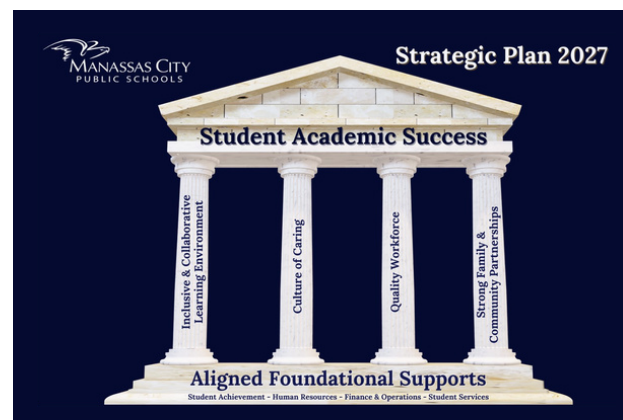 MANASSAS CITY
PUBLIC SCHOOLS
Strategic Plan 2027
Student Academic Success
Inclusive & Collaborative
Learning Environment
Culture of Caring
Quality Workforce
Strong Family &
Community Partnerships
Aligned Foundational Supports
Student Achievement - Human Resources - Finance & Operations - Student Services